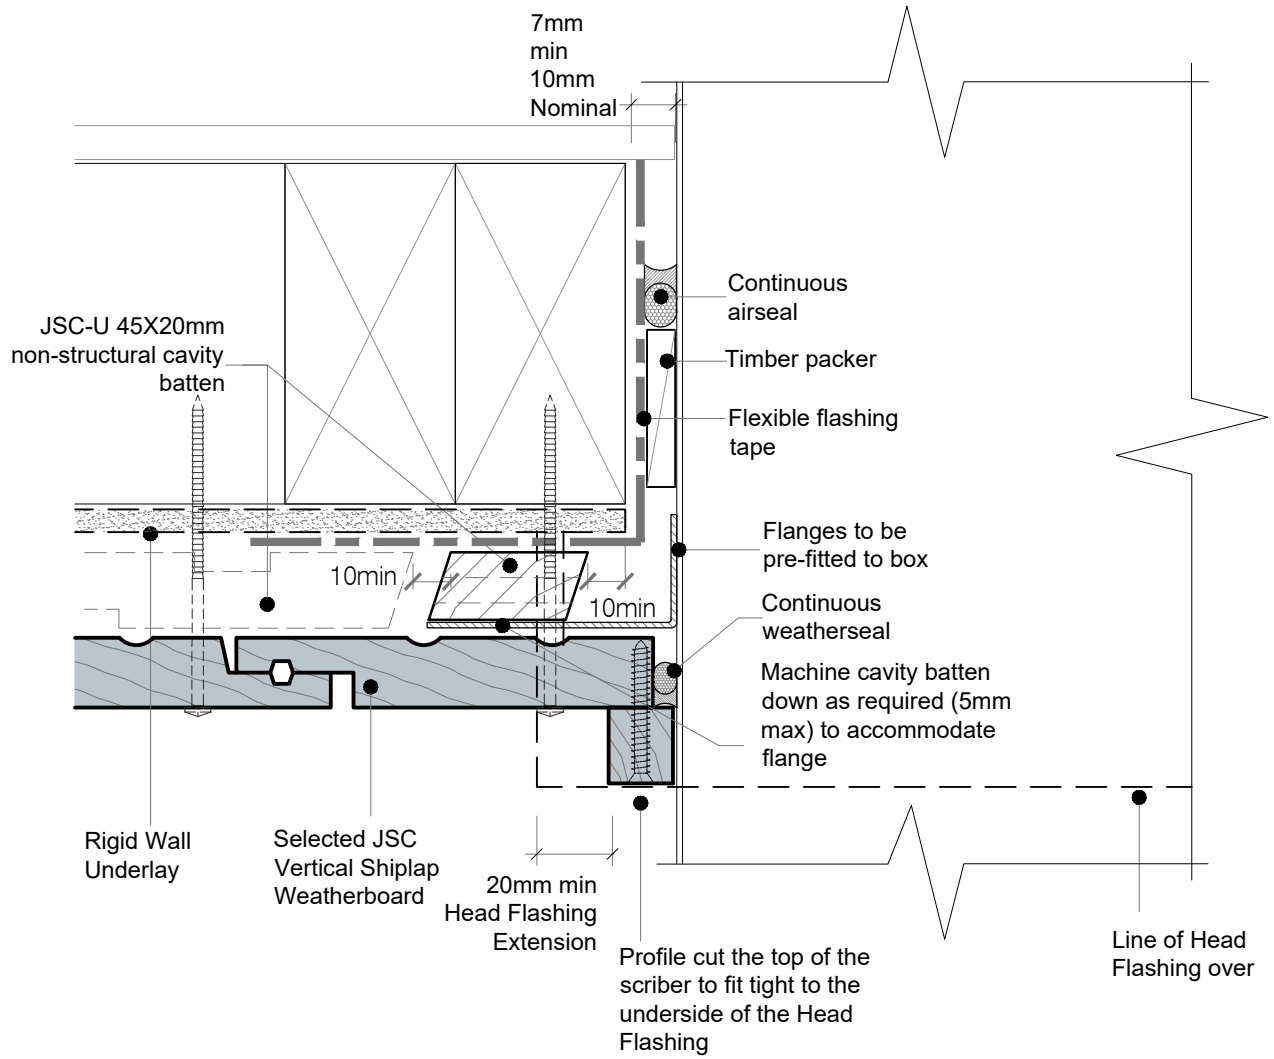 7mm
min
10mm
Nominal
Continuous
airseal
JSC-U 45X20mm
non-structural cavity
batten
Timber packer
Flexible flashing
tape
Flanges to be
pre-fitted to box
10min
10min
Continuous
weatherseal
Machine cavity batten
down as required (5mm
max) to accommodate
flange
Rigid Wall
Underlay
Selected JSC
Vertical Shiplap
Weatherboard
20mm min
Head Flashing
Extension
Profile cut the top of the
scriber to fit tight to the
underside of the Head
Flashing
Line of Head
Flashing over